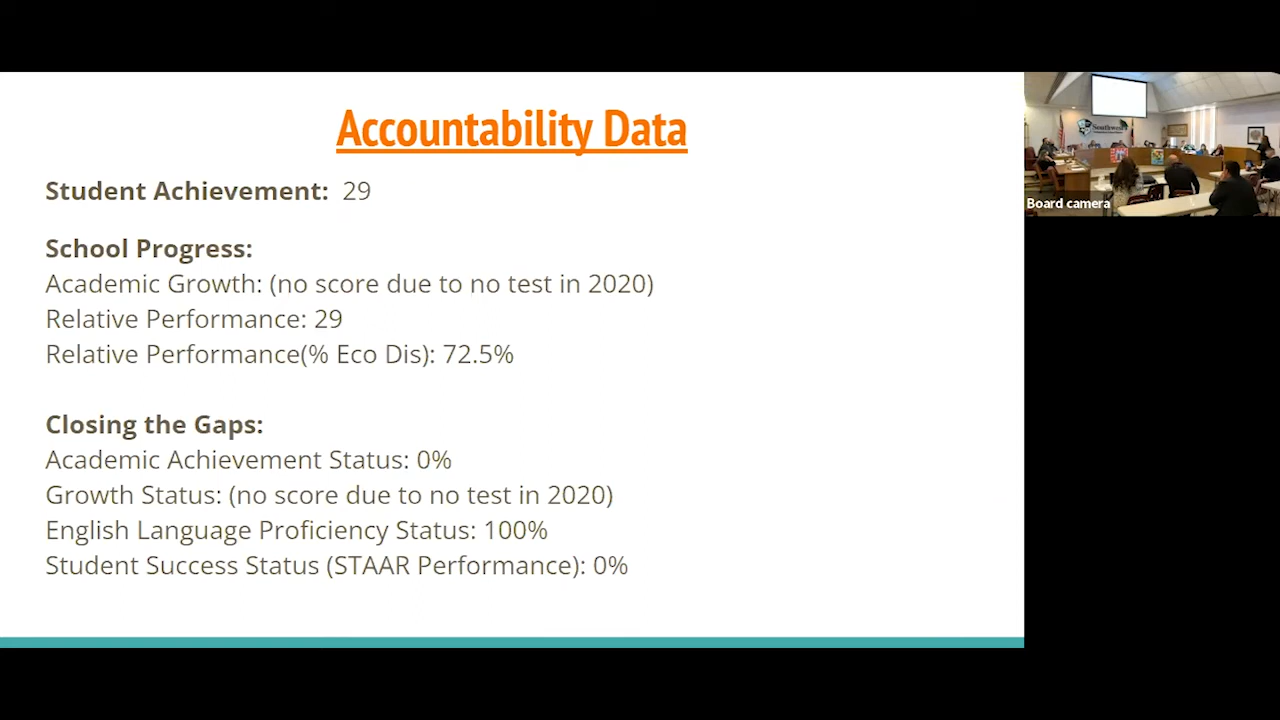 Accountability Data
Student Achievement: 29
School Progress:
Academic Growth: (no score due to no test in 2020)
Relative Performance: 29
Relative Performance(% Eco Dis): 72.5%
Closing the Gaps:
Academic Achievement Status: 0%
Growth Status: (no score due to no test in 2020)
English Language Proficiency Status: 100%
Student Success Status (STAAR Performance): 0%
Southwest
Board camera